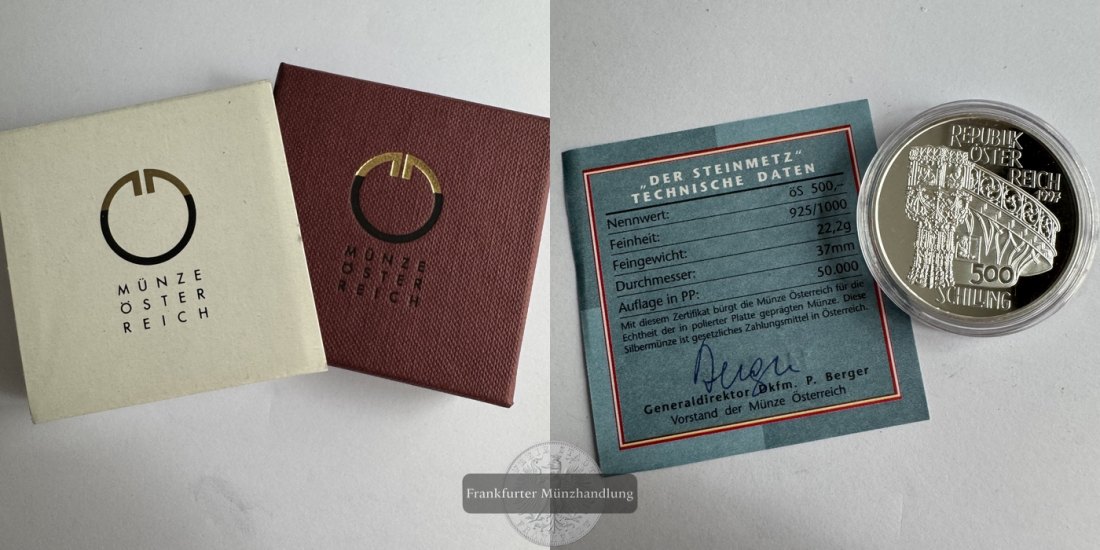 MÜNZE
ÖSTER
REICH
MÜNZE
ÖSTER
REICH
„DER STEINMETZ“
TECHNISCHE DATEN
Nennwert: öS 500,–
Feinheit: 925/1000
Feingewicht: 22,2g
Durchmesser: 37mm
Auflage in PP: 50.000
Mit diesem Zertifikat bürgt die Münze Österreich für die
Echtheit der in polierter Platte geprägten Münze. Diese
Silbermünze ist gesetzliches Zahlungsmittel in Österreich.
Generaldirektor Dkfm. P. Berger
Vorstand der Münze Österreich
REPUBLIK
ÖSTER
REICH
1997
500
SCHILLING
Frankfurter Münzhandlung